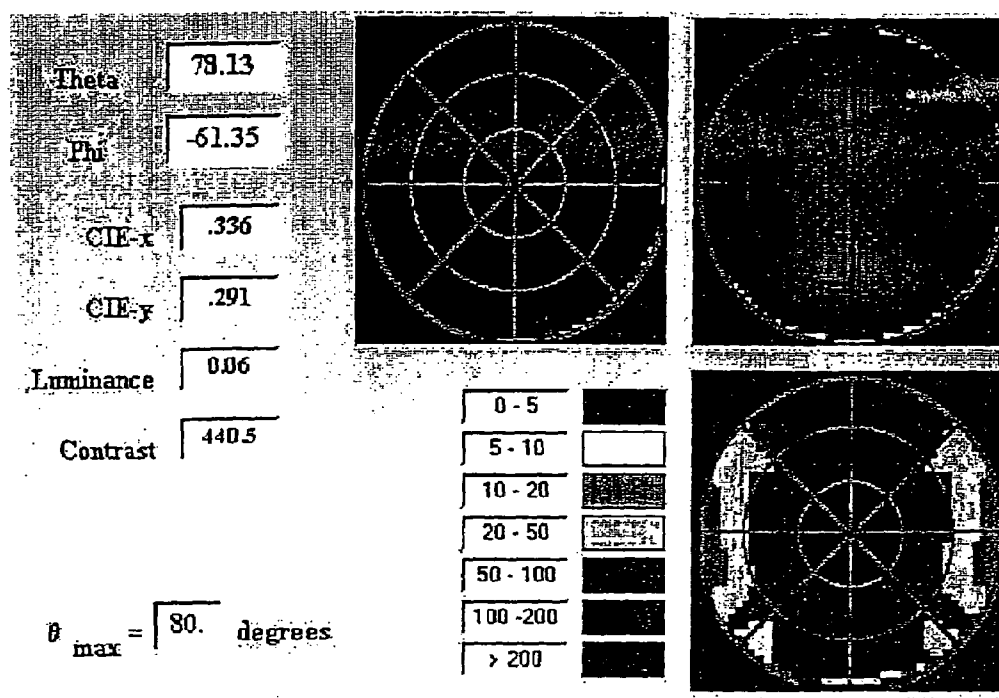 Theta 78.13
Phi -61.35
CIE-x .336
CIE-y .291
Luminance 0.06
Contrast 440.5
0 - 5
5 - 10
10 - 20
20 - 50
50 - 100
100 -200
> 200
θ max = 80. degrees